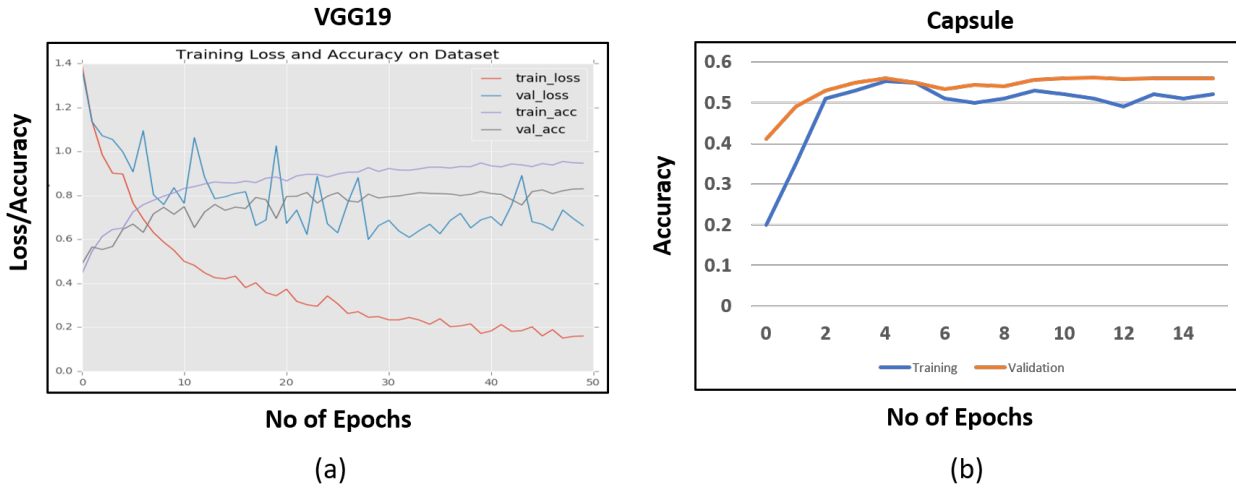 VGG19
Training Loss and Accuracy on Dataset
Loss/Accuracy
1.4
1.2
1.0
0.8
0.6
0.4
0.2
0.0
train_loss
val_loss
train_acc
val_acc
0 10 20 30 40 50
No of Epochs
(a)
Capsule
Accuracy
0.6
0.5
0.4
0.3
0.2
0.1
0
0 2 4 6 8 10 12 14
Training Validation
No of Epochs
(b)